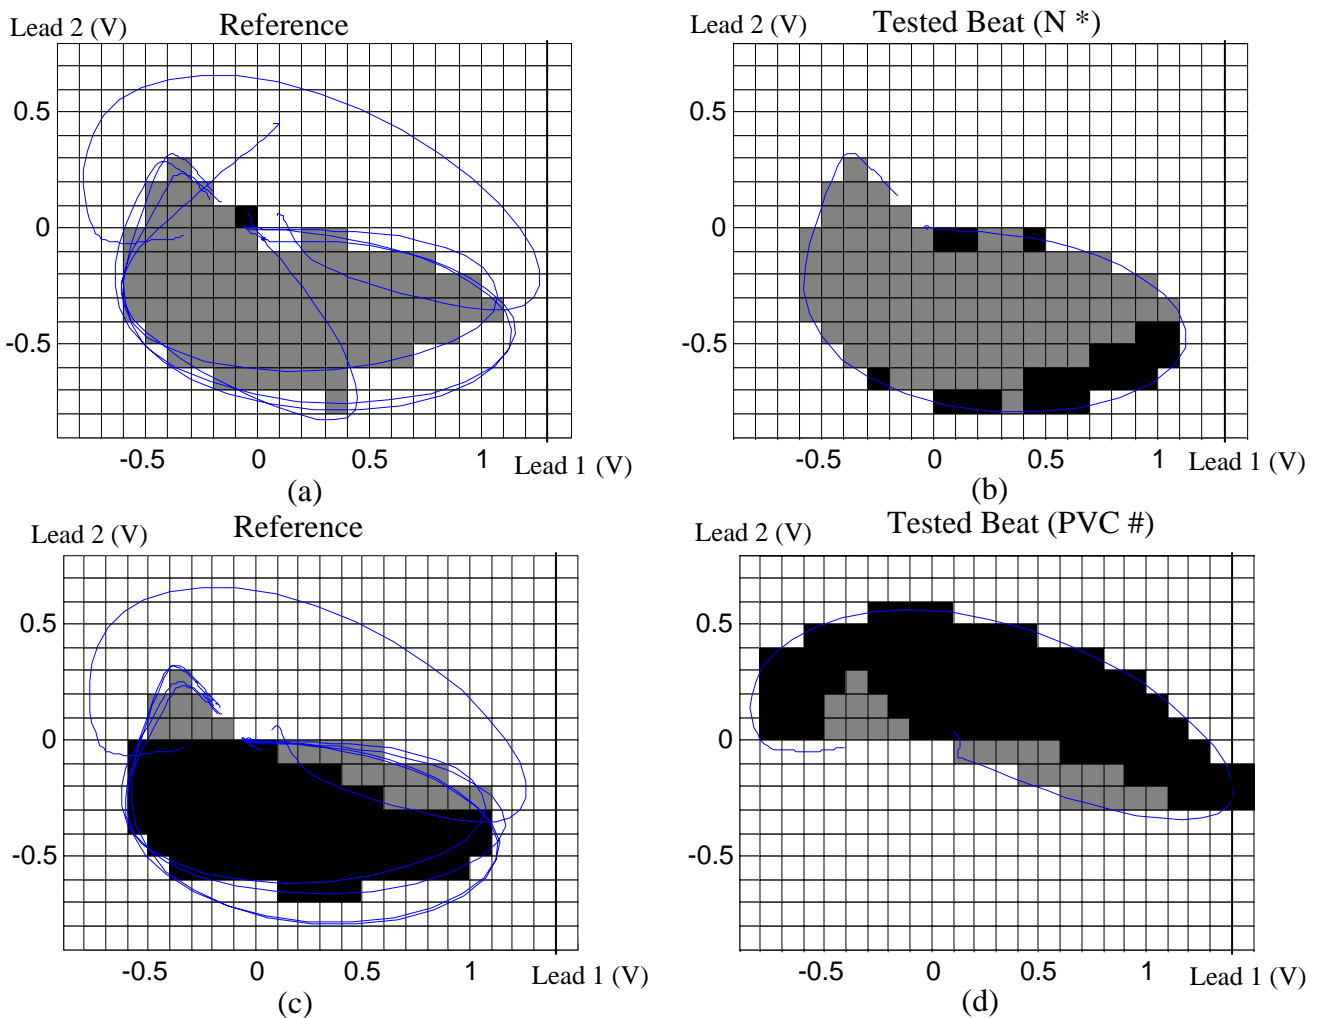 Lead 2 (V) Reference
0.5
0
-0.5
-0.5 0 0.5 1 Lead 1 (V)
(a)
Lead 2 (V) Tested Beat (N *)
0.5
0
-0.5
-0.5 0 0.5 1 Lead 1 (V)
(b)
Lead 2 (V) Reference
0.5
0
-0.5
-0.5 0 0.5 1 Lead 1 (V)
(c)
Lead 2 (V) Tested Beat (PVC #)
0.5
0
-0.5
-0.5 0 0.5 1 Lead 1 (V)
(d)